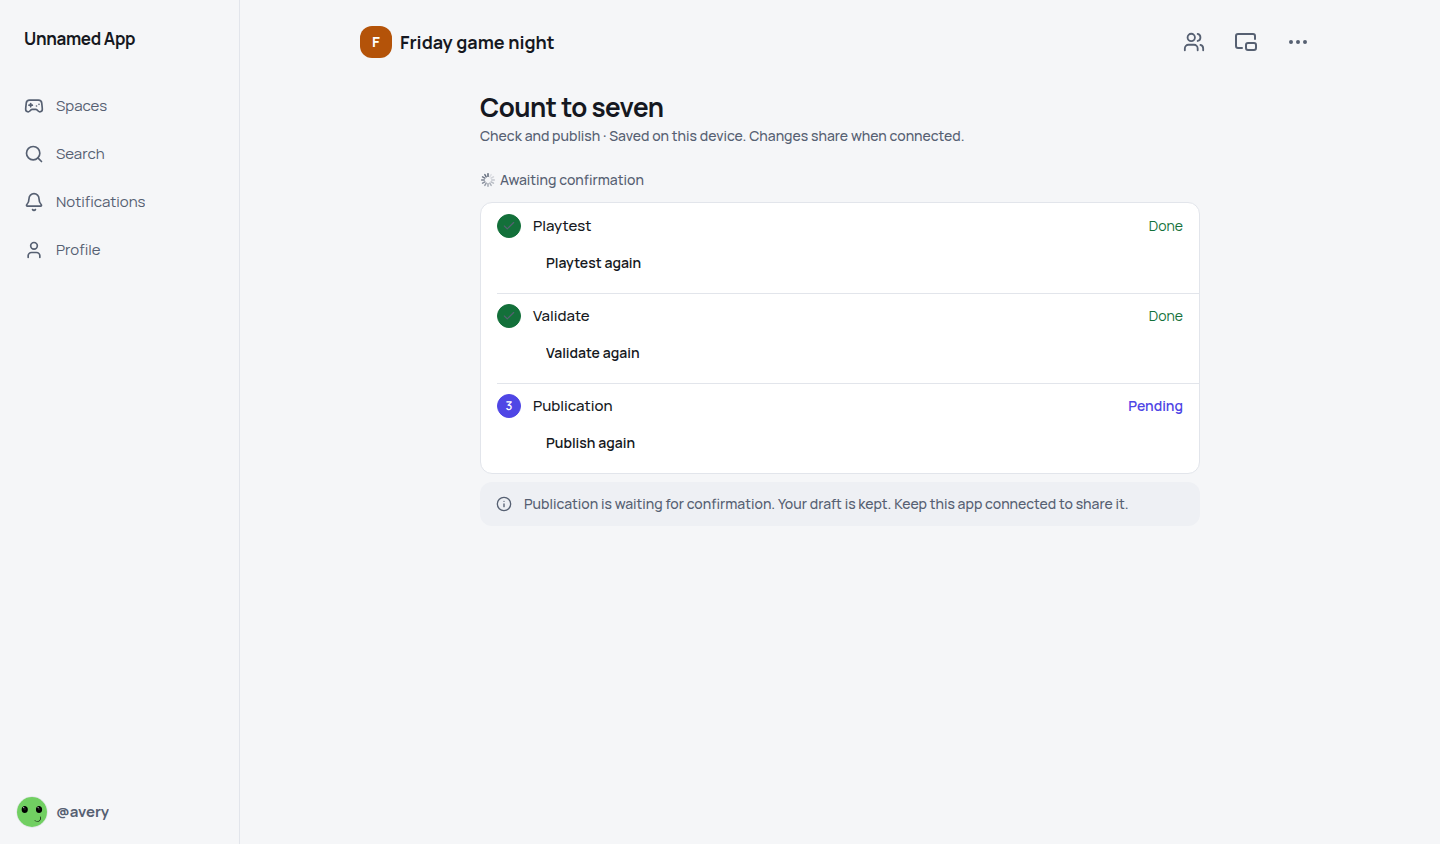 Unnamed App
Spaces
Search
Notifications
Profile
@avery
F
Friday game night
Count to seven
Check and publish · Saved on this device. Changes share when connected.
Awaiting confirmation
Playtest
Done
Playtest again
Validate
Done
Validate again
3
Publication
Pending
Publish again
Publication is waiting for confirmation. Your draft is kept. Keep this app connected to share it.